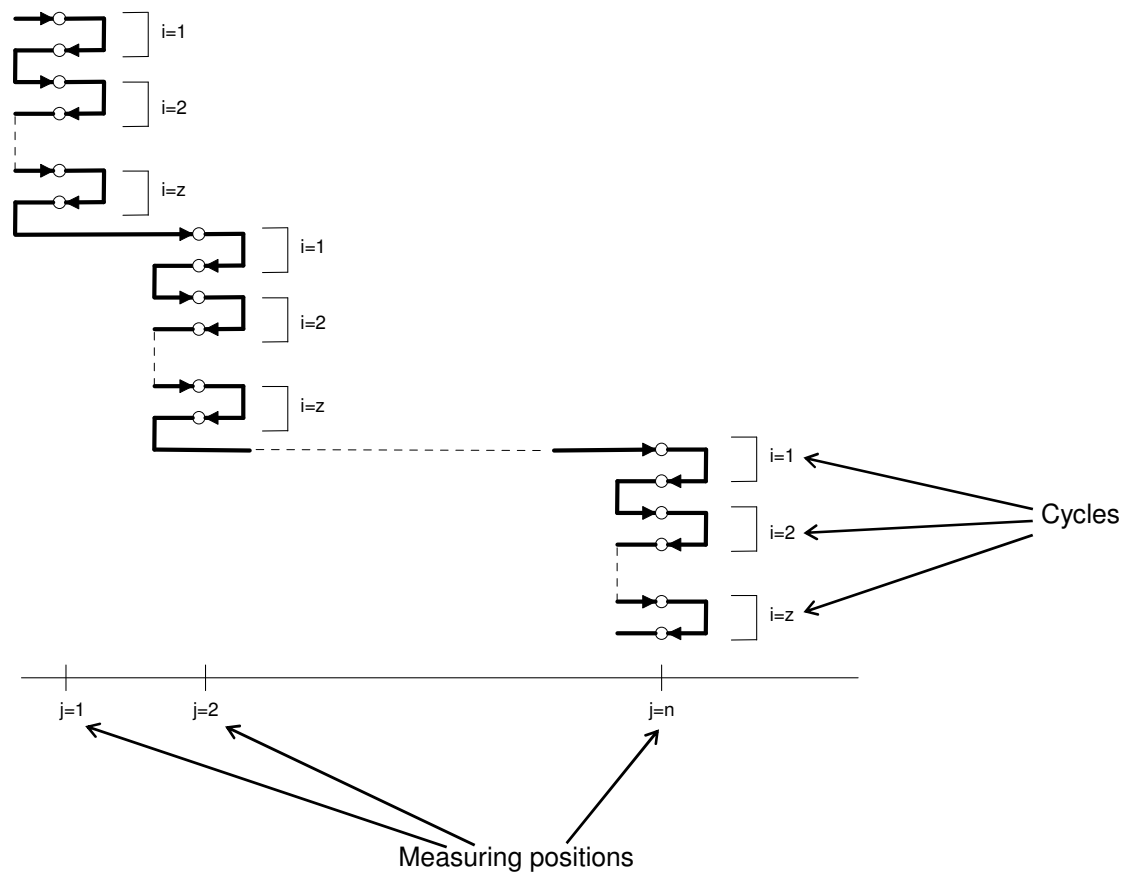 i=1
i=2
i=z
i=1
i=2
i=z
i=1
Cycles
i=2
i=z
j=1
j=2
j=n
Measuring positions